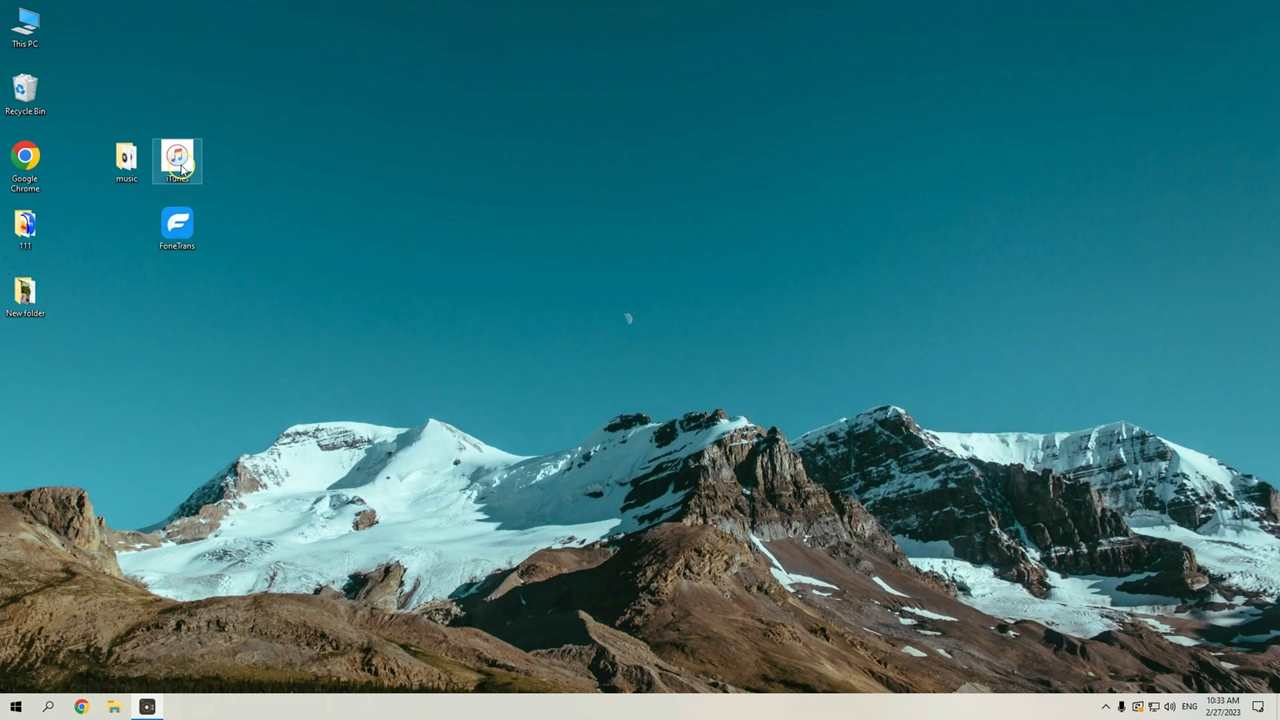 This PC
Recycle Bin
Google
Chrome
music
iTunes
111
FoneTrans
New folder
ENG
10:33 AM
2/27/2023